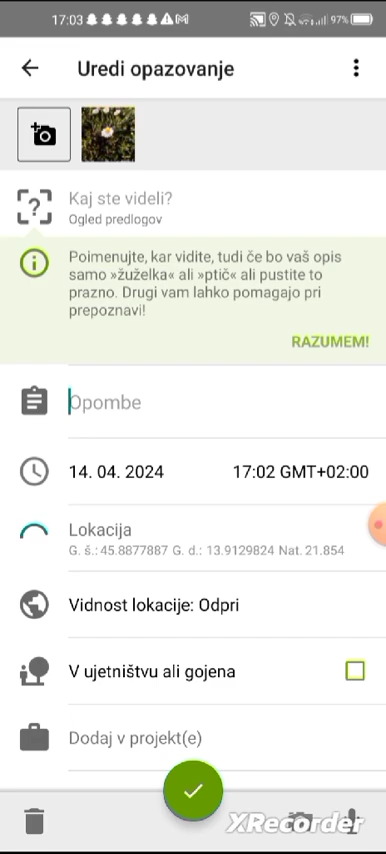 17:03
97%
Uredi opazovanje
Kaj ste videli?
Ogled predlogov
Poimenujte, kar vidite, tudi če bo vaš opis
samo »žuželka« ali »ptič« ali pustite to
prazno. Drugi vam lahko pomagajo pri
prepoznavi!
RAZUMEM!
Opombe
14. 04. 2024 17:02 GMT+02:00
Lokacija
G. š.: 45.8877887 G. d.: 13.9129824 Nat. 21.854
Vidnost lokacije: Odpri
V ujetništvu ali gojena
Dodaj v projekt(e)
XRecorder